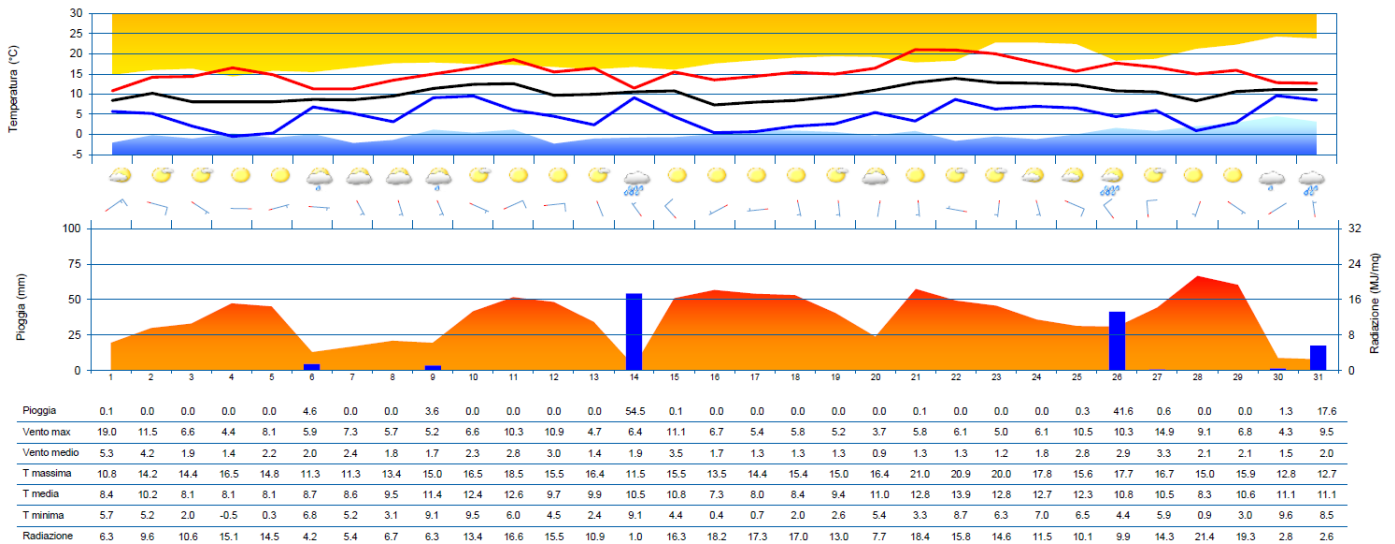 30
25
20
15
10
5
0
-5
Temperatura (°C)
100
75
50
25
0
Pioggia (mm)
32
24
16
8
0
Radiazione (MJ/mq)
1 2 3 4 5 6 7 8 9 10 11 12 13 14 15 16 17 18 19 20 21 22 23 24 25 26 27 28 29 30 31
Pioggia 0.1 0.0 0.0 0.0 0.0 4.6 0.0 0.0 3.6 0.0 0.0 0.0 0.0 54.5 0.1 0.0 0.0 0.0 0.0 0.0 0.1 0.0 0.0 0.0 0.3 41.6 0.6 0.0 0.0 1.3 17.6
Vento max 19.0 11.5 6.6 4.4 8.1 5.9 7.3 5.7 5.2 6.6 10.3 10.9 4.7 6.4 11.1 6.7 5.4 5.8 5.2 3.7 5.8 6.1 5.0 6.1 10.5 10.3 14.9 9.1 6.8 4.3 9.5
Vento medio 5.3 4.2 1.9 1.4 2.2 2.0 2.4 1.8 1.7 2.3 2.8 3.0 1.4 1.9 3.5 1.7 1.3 1.3 1.3 0.9 1.3 1.3 1.2 1.8 2.8 2.9 3.3 2.1 2.1 1.5 2.0
T massima 10.8 14.2 14.4 16.5 14.8 11.3 11.3 13.4 15.0 16.5 18.5 15.5 16.4 11.5 15.5 13.5 14.4 15.4 15.0 16.4 21.0 20.9 20.0 17.8 15.6 17.7 16.7 15.0 15.9 12.8 12.7
T media 8.4 10.2 8.1 8.1 8.1 8.7 8.6 9.5 11.4 12.4 12.6 9.7 9.9 10.5 10.8 7.3 8.0 8.4 9.4 11.0 12.8 13.9 12.8 12.7 12.3 10.8 10.5 8.3 10.6 11.1 11.1
T minima 5.7 5.2 2.0 -0.5 0.3 6.8 5.2 3.1 9.1 9.5 6.0 4.5 2.4 9.1 4.4 0.4 0.7 2.0 2.6 5.4 3.3 8.7 6.3 7.0 6.5 4.4 5.9 0.9 3.0 9.6 8.5
Radiazione 6.3 9.6 10.6 15.1 14.5 4.2 5.4 6.7 6.3 13.4 16.6 15.5 10.9 1.0 16.3 18.2 17.3 17.0 13.0 7.7 18.4 15.8 14.6 11.5 10.1 9.9 14.3 21.4 19.3 2.8 2.6